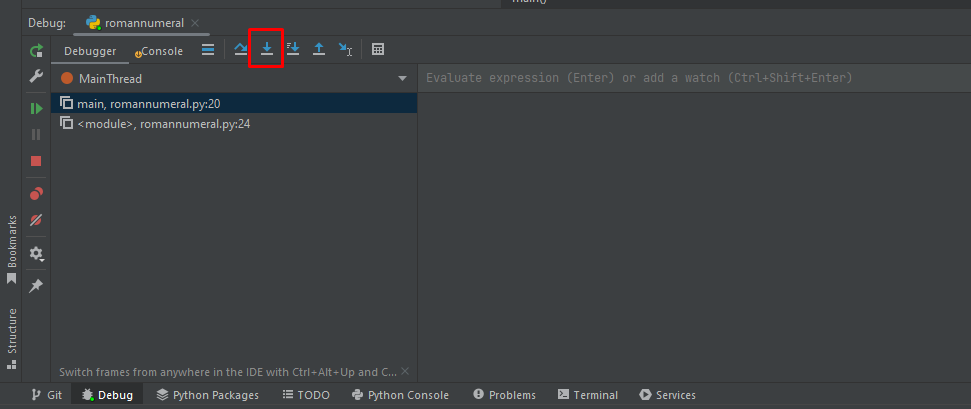 main()
Debug: romannumeral
Debugger Console
MainThread
Evaluate expression (Enter) or add a watch (Ctrl+Shift+Enter)
main, romannumeral.py:20
<module>, romannumeral.py:24
Bookmarks
Structure
Switch frames from anywhere in the IDE with Ctrl+Alt+Up and C...
Git Debug Python Packages TODO Python Console Problems Terminal Services